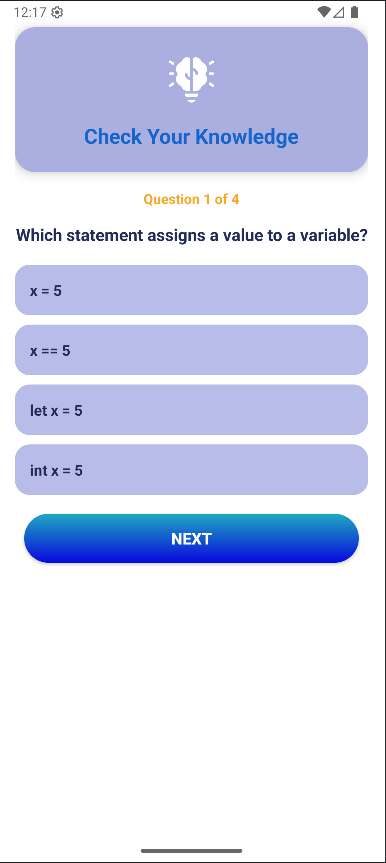 12:17
Check Your Knowledge
Question 1 of 4
Which statement assigns a value to a variable?
x = 5
x == 5
let x = 5
int x = 5
NEXT